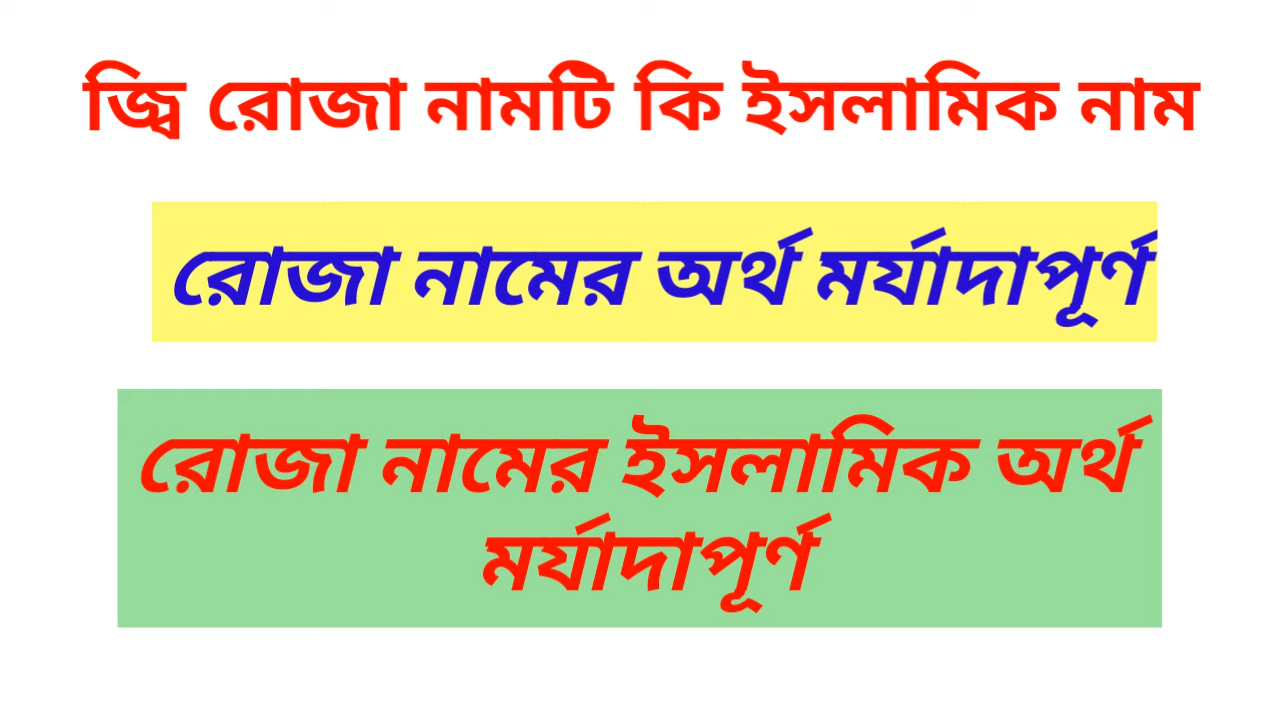 জ্বি রোজা নামটি কি ইসলামিক নাম
রোজা নামের অর্থ মর্যাদাপূর্ণ
রোজা নামের ইসলামিক অর্থ
মর্যাদাপূর্ণ